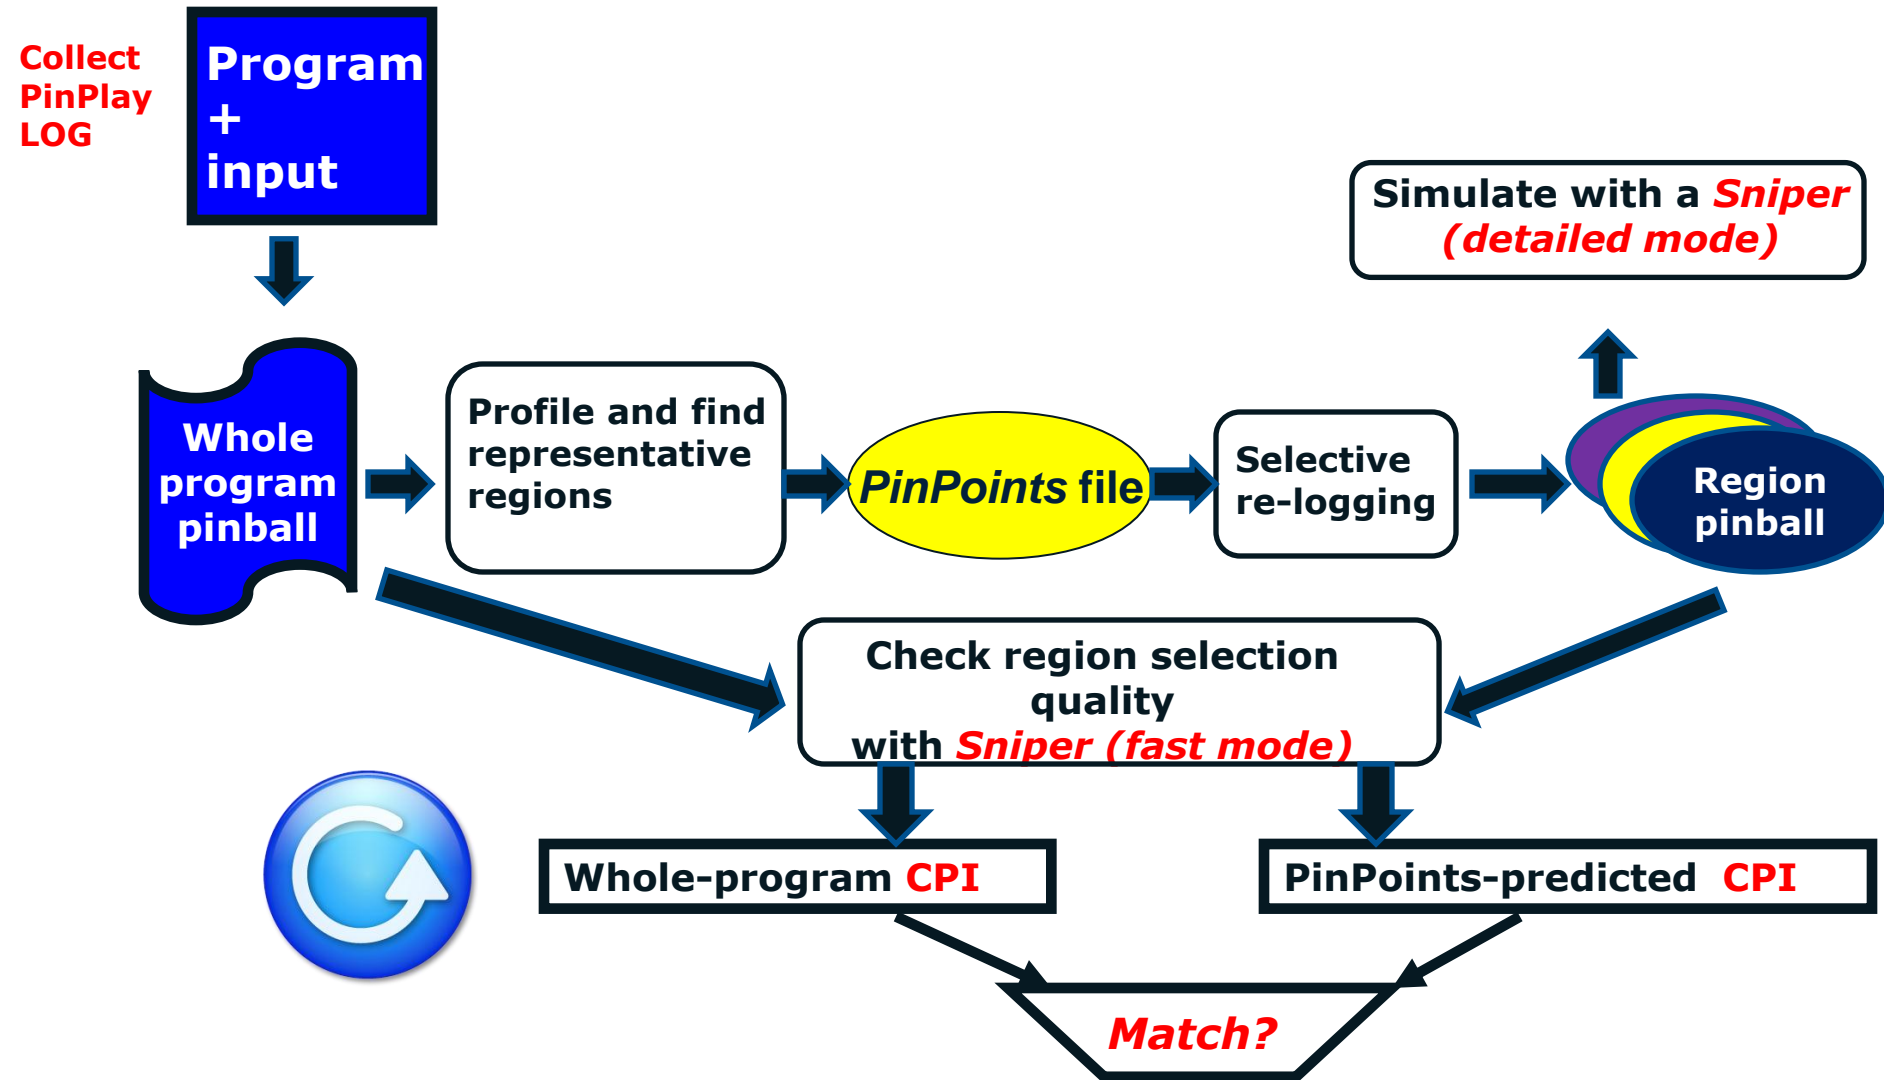 Collect
PinPlay
LOG
Program
+
input
Simulate with a Sniper
(detailed mode)
Whole
program
pinball
Profile and find
representative
regions
PinPoints file
Selective
re-logging
Region
pinball
Check region selection
quality
with Sniper (fast mode)
Whole-program CPI
PinPoints-predicted CPI
Match?